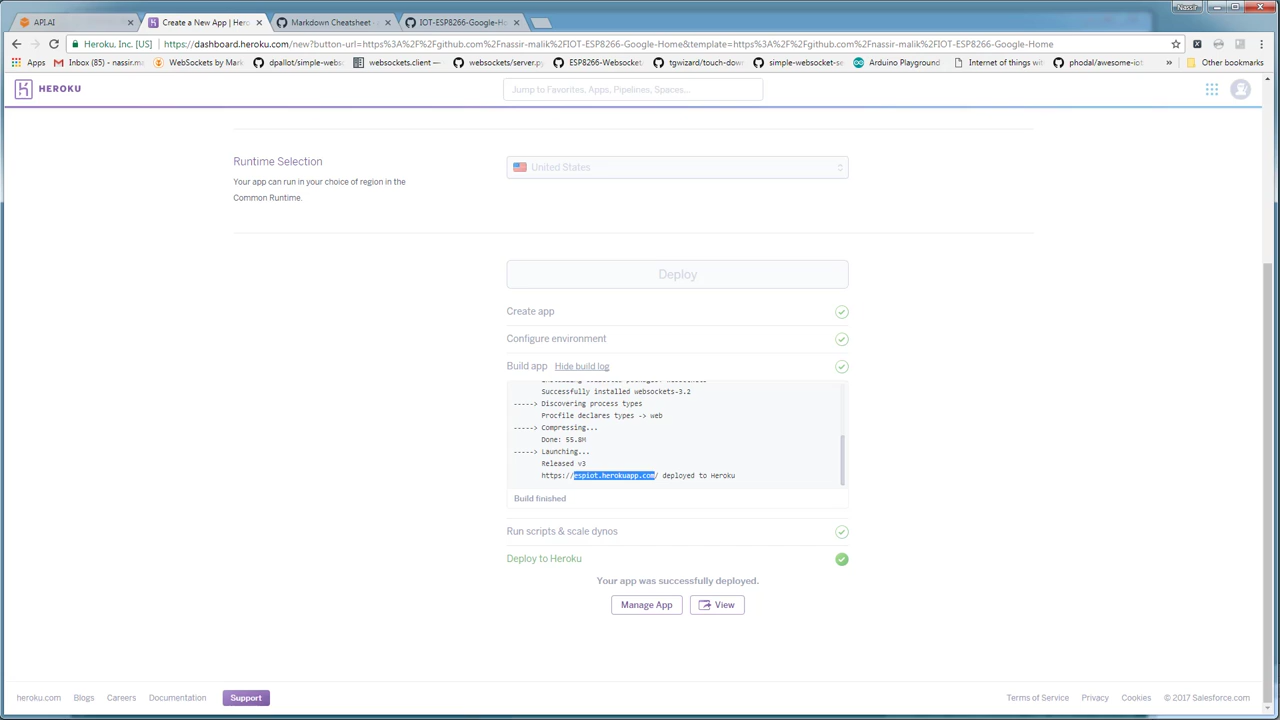 Nassir
API.AI
Create a New App | Hero
Markdown Cheatsheet
IOT-ESP8266-Google-H
Heroku, Inc. [US]
https://dashboard.heroku.com/new?button-url=https%3A%2F%2Fgithub.com%2Fnassir-malik%2FIOT-ESP8266-Google-Home&template=https%3A%2F%2Fgithub.com%2Fnassir-malik%2FIOT-ESP8266-Google-Home
Apps
Inbox (85) - nassir.m
WebSockets by Mark
dpallot/simple-webs
websockets.client —
websockets/server.py
ESP8266-Websocket
tgwizard/touch-dow
simple-websocket-se
Arduino Playground
Internet of things wit
phodal/awesome-iot
»
Other bookmarks
HEROKU
Jump to Favorites, Apps, Pipelines, Spaces...
Runtime Selection
United States
Your app can run in your choice of region in the
Common Runtime.
Deploy
Create app
Configure environment
Build app Hide build log
Successfully installed websockets-3.2
-----> Discovering process types
Procfile declares types -> web
-----> Compressing...
Done: 55.8M
-----> Launching...
Released v3
https://espiot.herokuapp.com/ deployed to Heroku
Build finished
Run scripts & scale dynos
Deploy to Heroku
Your app was successfully deployed.
Manage App
View
heroku.com
Blogs
Careers
Documentation
Support
Terms of Service
Privacy
Cookies
© 2017 Salesforce.com